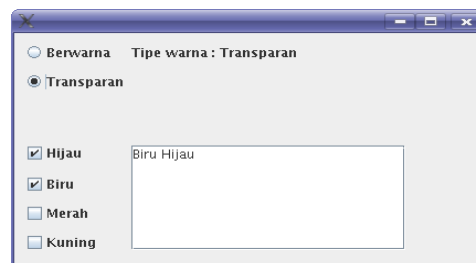 Berwarna Tipe warna : Transparan
Transparan
Hijau Biru Hijau
Biru
Merah
Kuning